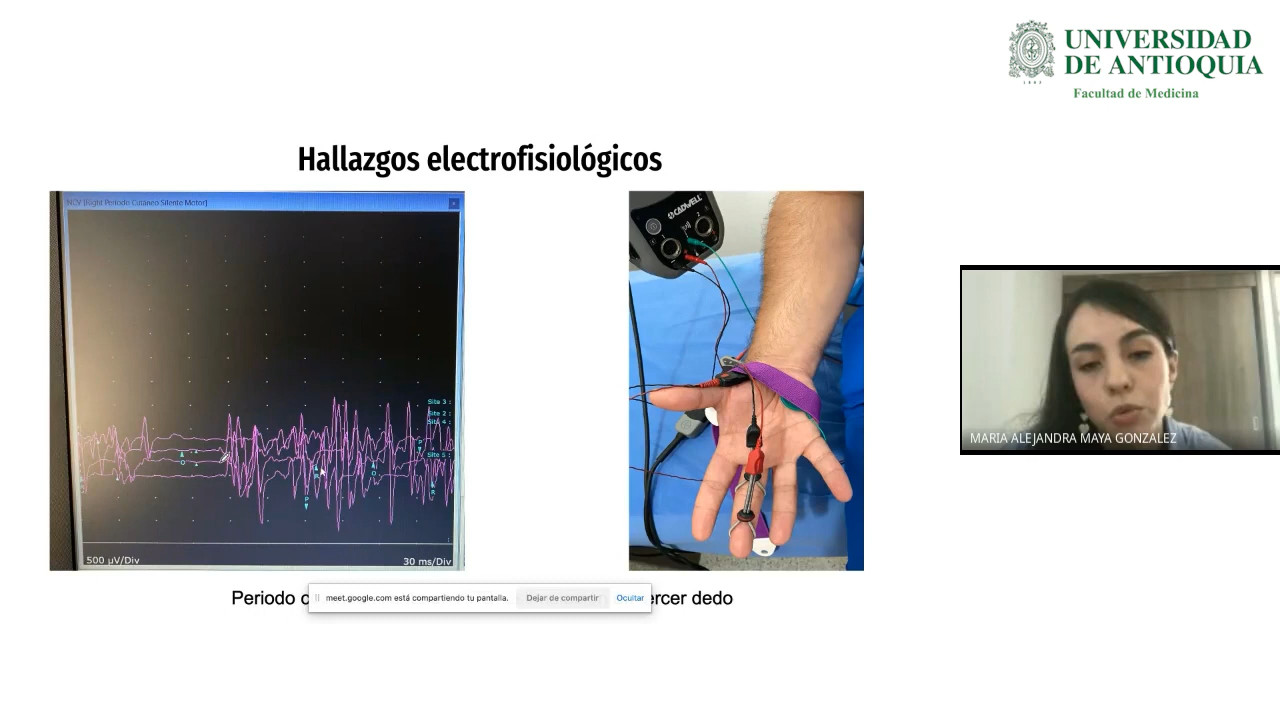 UNIVERSIDAD
DE ANTIOQUIA
1803
Facultad de Medicina
Hallazgos electrofisiológicos
NCV [Right Período Cutáneo Silente Motor]
CADWELL
Site 3 :
Site 2 :
Site 4 :
Site 5 :
500 µV/Div
30 ms/Div
MARIA ALEJANDRA MAYA GONZALEZ
Periodo
meet.google.com está compartiendo tu pantalla.
Dejar de compartir
Ocultar
dedo